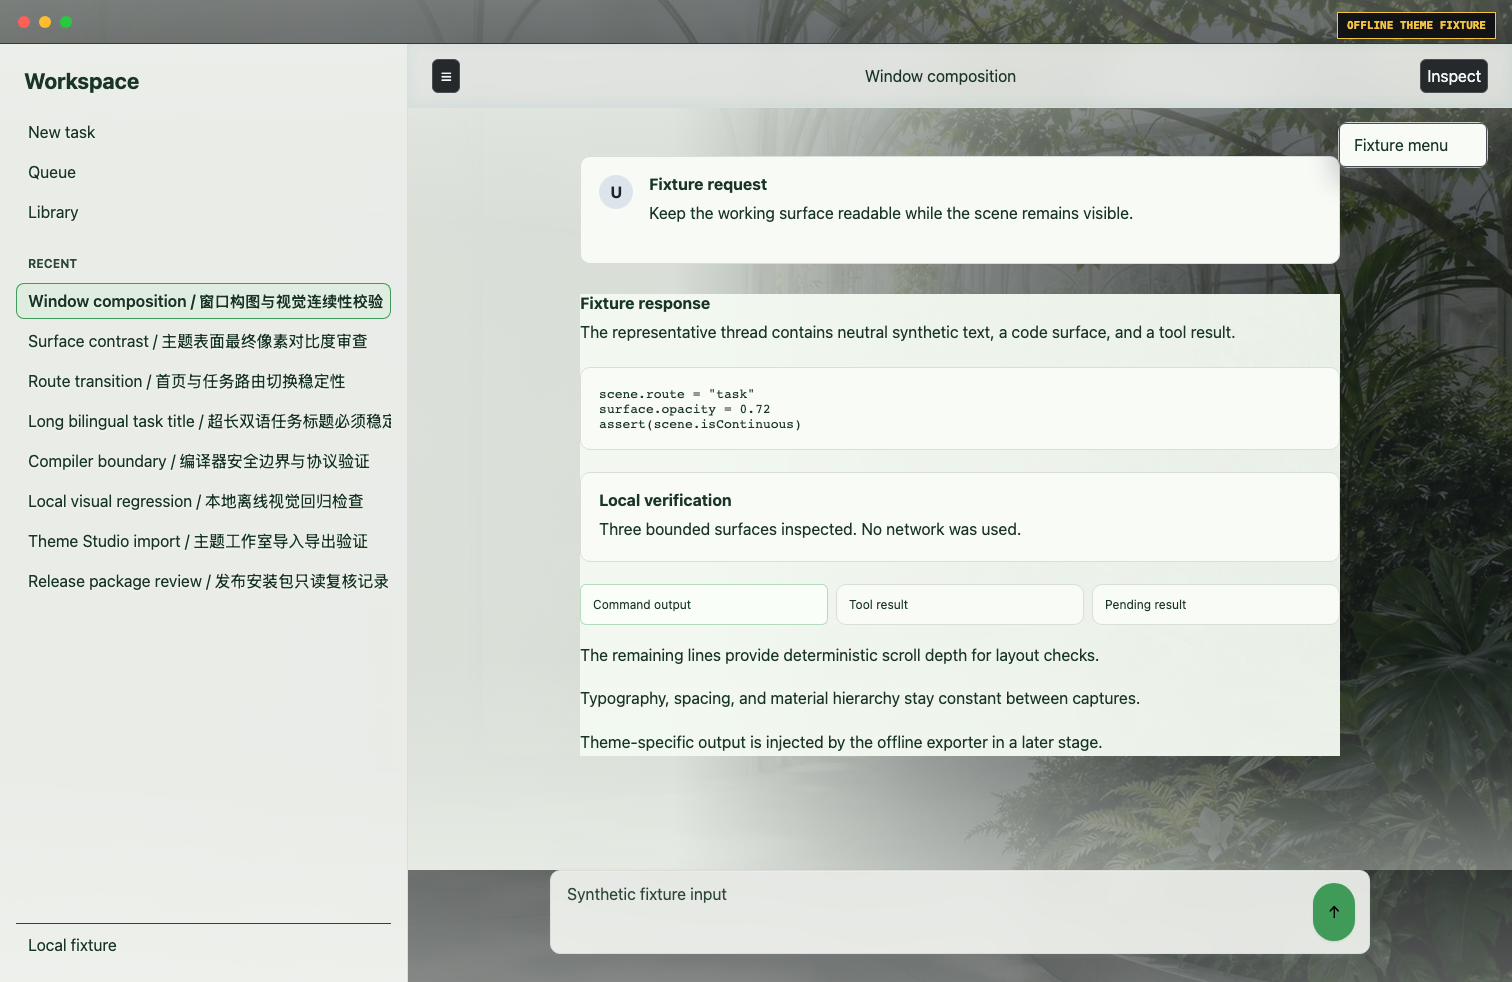 OFFLINE THEME FIXTURE
Workspace
New task
Queue
Library
RECENT
Window composition / 窗口构图与视觉连续性校验
Surface contrast / 主题表面最终像素对比度审查
Route transition / 首页与任务路由切换稳定性
Long bilingual task title / 超长双语任务标题必须稳定
Compiler boundary / 编译器安全边界与协议验证
Local visual regression / 本地离线视觉回归检查
Theme Studio import / 主题工作室导入导出验证
Release package review / 发布安装包只读复核记录
Local fixture
Window composition
Inspect
Fixture menu
U
Fixture request
Keep the working surface readable while the scene remains visible.
Fixture response
The representative thread contains neutral synthetic text, a code surface, and a tool result.
scene.route = "task"
surface.opacity = 0.72
assert(scene.isContinuous)
Local verification
Three bounded surfaces inspected. No network was used.
Command output
Tool result
Pending result
The remaining lines provide deterministic scroll depth for layout checks.
Typography, spacing, and material hierarchy stay constant between captures.
Theme-specific output is injected by the offline exporter in a later stage.
Synthetic fixture input